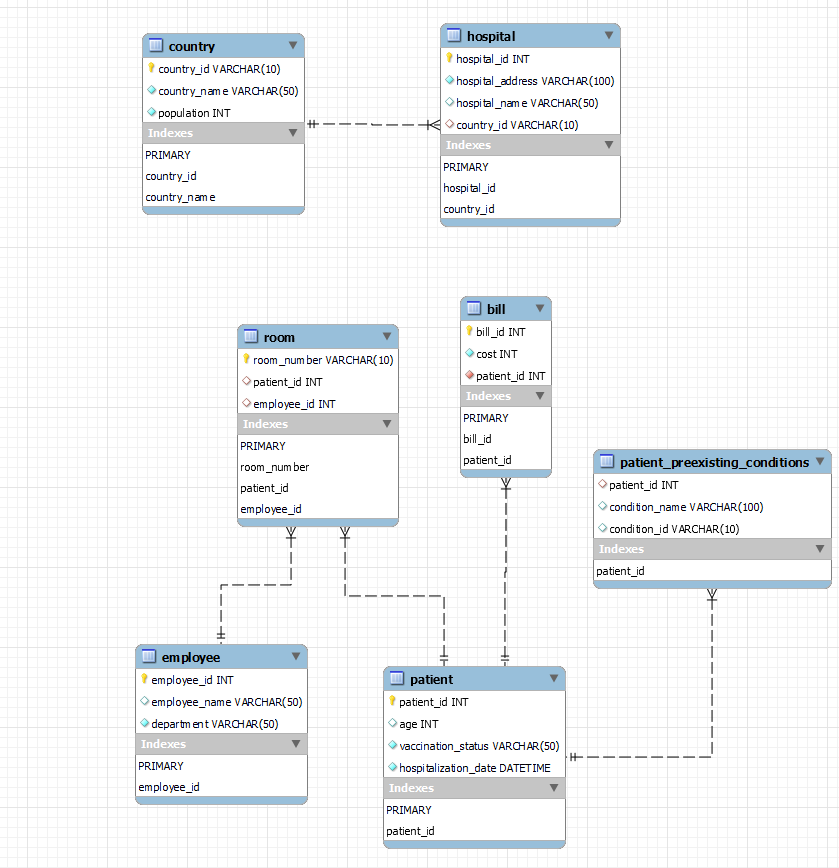 country
country_id VARCHAR(10)
country_name VARCHAR(50)
population INT
Indexes
PRIMARY
country_id
country_name
hospital
hospital_id INT
hospital_address VARCHAR(100)
hospital_name VARCHAR(50)
country_id VARCHAR(10)
Indexes
PRIMARY
hospital_id
country_id
room
room_number VARCHAR(10)
patient_id INT
employee_id INT
Indexes
PRIMARY
room_number
patient_id
employee_id
bill
bill_id INT
cost INT
patient_id INT
Indexes
PRIMARY
bill_id
patient_id
patient_preexisting_conditions
patient_id INT
condition_name VARCHAR(100)
condition_id VARCHAR(10)
Indexes
patient_id
employee
employee_id INT
employee_name VARCHAR(50)
department VARCHAR(50)
Indexes
PRIMARY
employee_id
patient
patient_id INT
age INT
vaccination_status VARCHAR(50)
hospitalization_date DATETIME
Indexes
PRIMARY
patient_id